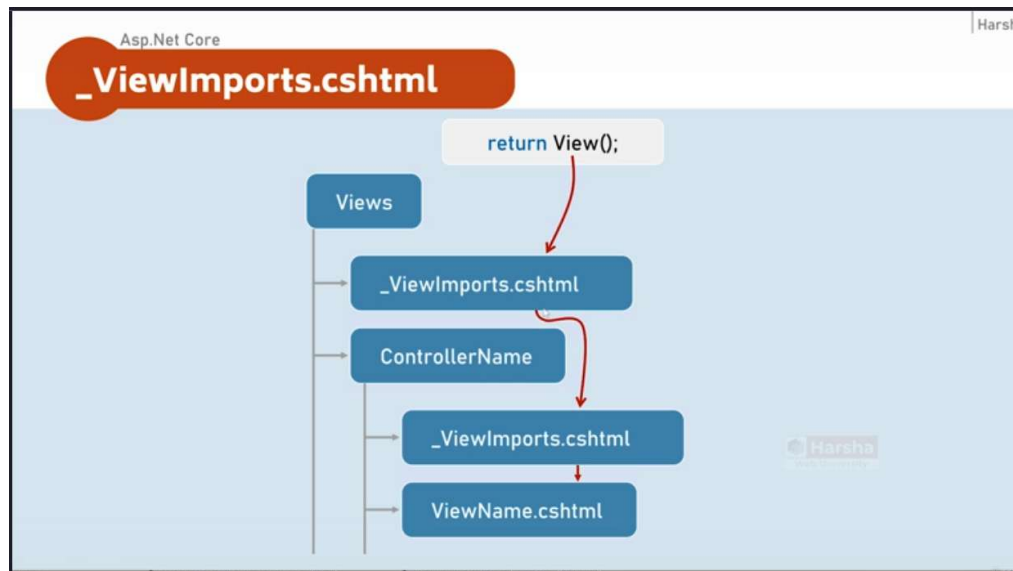 Asp.Net Core
Harsh
_ViewImports.cshtml
return View();
Views
_ViewImports.cshtml
ControllerName
_ViewImports.cshtml
Harsha
ViewName.cshtml